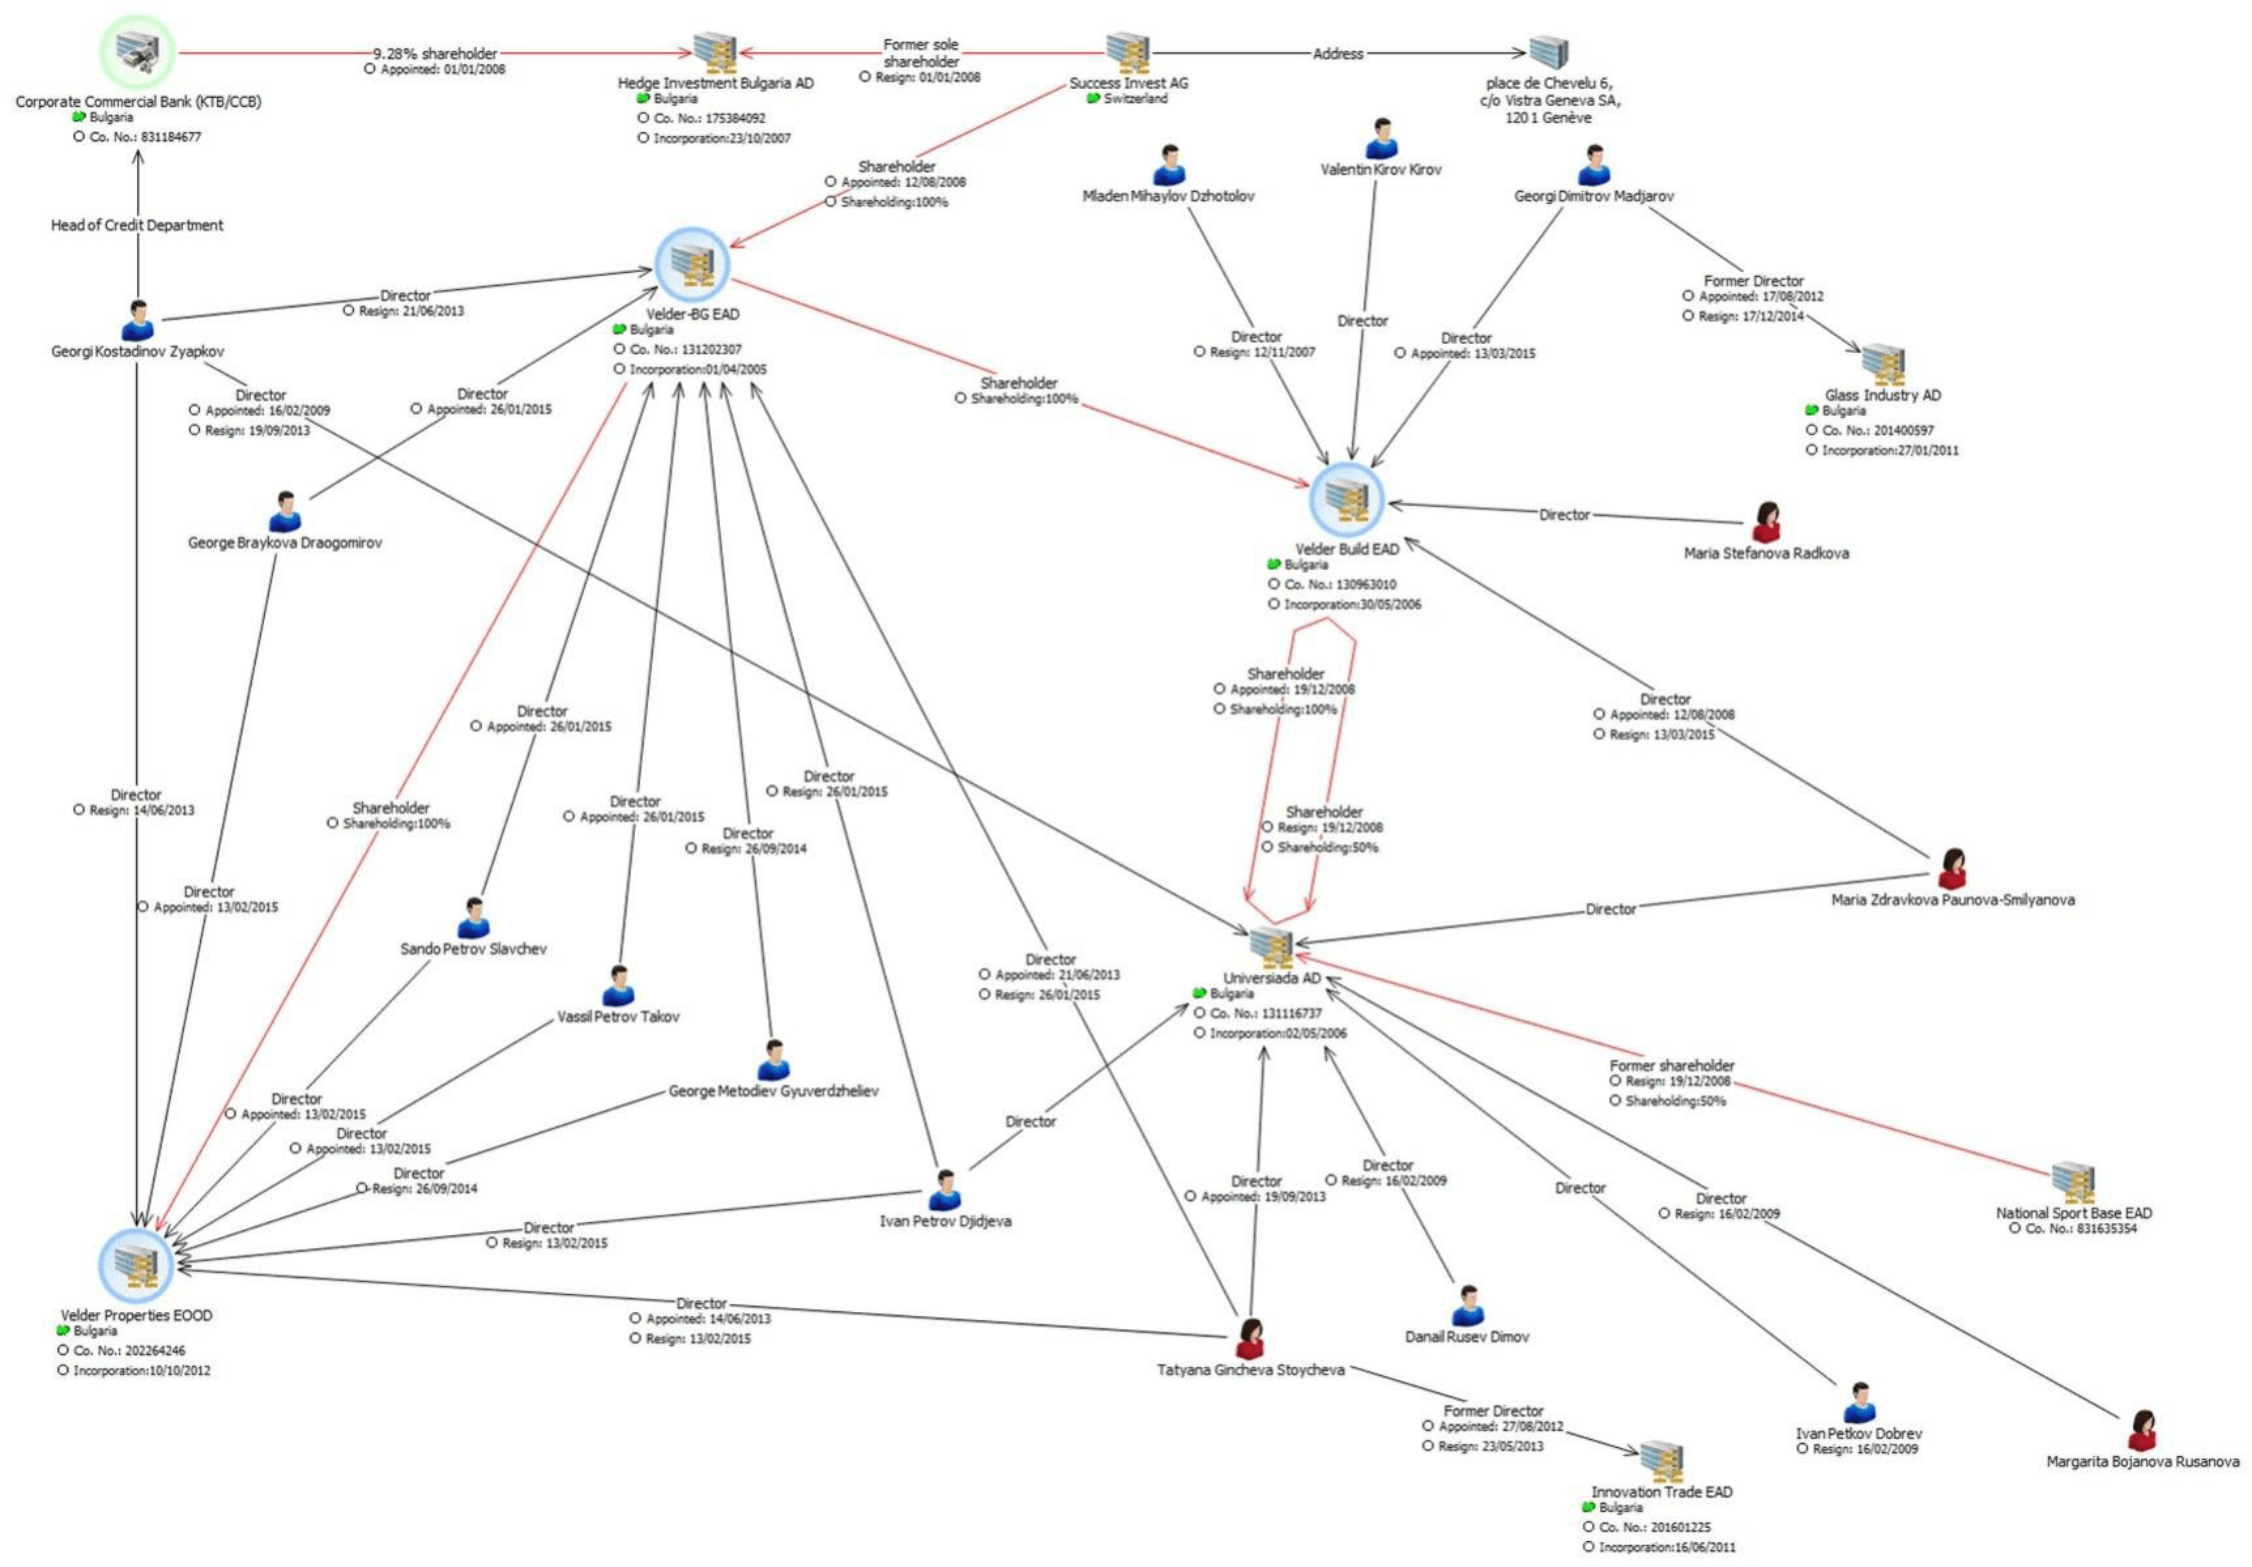 9.28% shareholder
Appointed: 01/01/2008
Former sole
shareholder
Resign: 01/01/2008
Address
Corporate Commercial Bank (KTB/CCB)
Bulgaria
Co. No.: 831184677
Hedge Investment Bulgaria AD
Bulgaria
Co. No.: 175384092
Incorporation:23/10/2007
Success Invest AG
Switzerland
place de Chevelu 6,
c/o Vistra Geneva SA,
1201 Genève
Shareholder
Appointed: 12/08/2008
Shareholding:100%
Mladen Mihaylov Dzhotolov
Valentin Kirov Kirov
Georgi Dimitrov Madjarov
Head of Credit Department
Director
Resign: 21/06/2013
Velder-BG EAD
Bulgaria
Co. No.: 131202307
Incorporation:01/04/2005
Georgi Kostadinov Zyapkov
Director
Resign: 12/11/2007
Director
Director
Appointed: 13/03/2015
Former Director
Appointed: 17/08/2012
Resign: 17/12/2014
Director
Appointed: 16/02/2009
Resign: 19/09/2013
Director
Appointed: 26/01/2015
Shareholder
Shareholding:100%
Glass Industry AD
Bulgaria
Co. No.: 201400597
Incorporation:27/01/2011
George Braykova Draogomirov
Director
Maria Stefanova Radkova
Velder Build EAD
Bulgaria
Co. No.: 130963010
Incorporation:30/05/2006
Shareholder
Appointed: 19/12/2008
Shareholding:100%
Director
Appointed: 12/08/2008
Resign: 13/03/2015
Director
Appointed: 26/01/2015
Director
Resign: 14/06/2013
Shareholder
Shareholding:100%
Director
Appointed: 26/01/2015
Director
Resign: 26/09/2014
Director
Resign: 26/01/2015
Shareholder
Resign: 19/12/2008
Shareholding:50%
Director
Appointed: 13/02/2015
Director
Maria Zdravkova Paunova-Smilyanova
Sando Petrov Slavchev
Director
Appointed: 21/06/2013
Resign: 26/01/2015
Universiada AD
Bulgaria
Co. No.: 131116737
Incorporation:02/05/2006
Vassil Petrov Takov
Former shareholder
Resign: 19/12/2008
Shareholding:50%
George Metodiev Gyuverdzheliev
Director
Appointed: 13/02/2015
Director
Appointed: 13/02/2015
Director
Resign: 26/09/2014
Director
Director
Appointed: 19/09/2013
Director
Resign: 16/02/2009
Director
Director
Resign: 16/02/2009
National Sport Base EAD
Co. No.: 831635354
Ivan Petrov Djidjeva
Director
Resign: 13/02/2015
Velder Properties EOOD
Bulgaria
Co. No.: 202264246
Incorporation:10/10/2012
Director
Appointed: 14/06/2013
Resign: 13/02/2015
Danail Rusev Dimov
Tatyana Gincheva Stoycheva
Former Director
Appointed: 27/08/2012
Resign: 23/05/2013
Ivan Petkov Dobrev
Resign: 16/02/2009
Margarita Bojanova Rusanova
Innovation Trade EAD
Bulgaria
Co. No.: 201601225
Incorporation:16/06/2011